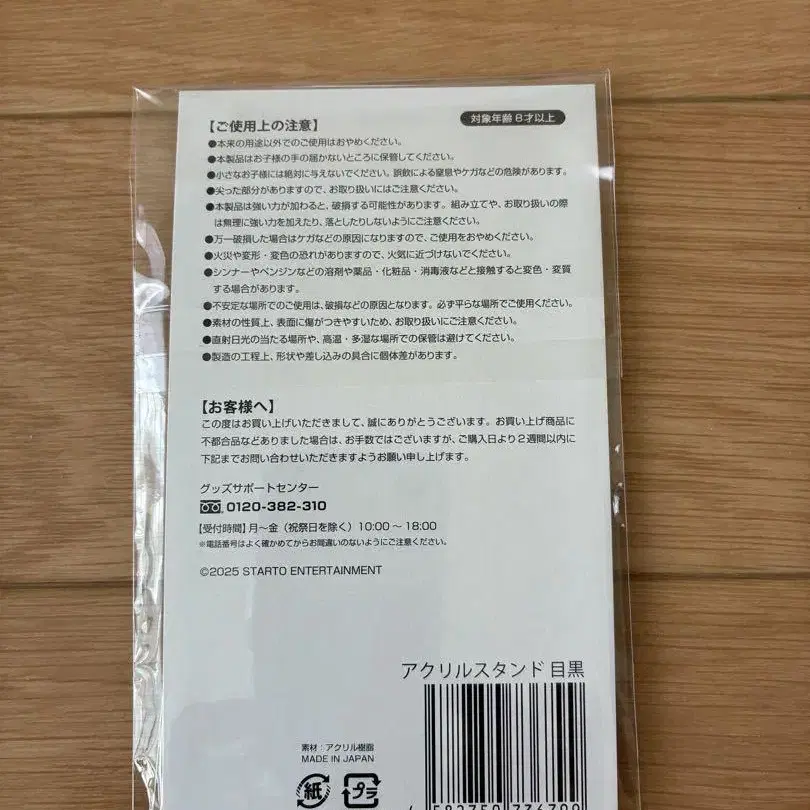 【ご使用上の注意】
対象年齢8才以上
●本来の用途以外でのご使用はおやめください。
●本製品はお子様の手の届かないところに保管してください。
●小さなお子様には絶対に与えないでください。誤飲による窒息やケガなどの危険があります。
●尖った部分がありますので、お取り扱いにはご注意ください。
●本製品は強い力が加わると、破損する可能性があります。組み立てや、お取り扱いの際
は無理に強い力を加えたり、落としたりしないようにご注意ください。
●万一破損した場合はケガなどの原因になりますので、ご使用をおやめください。
●火災や変形・変色の恐れがありますので、火気に近づけないでください。
●シンナーやベンジンなどの溶剤や薬品・化粧品・消毒液などと接触すると変色・変質
する場合があります。
●不安定な場所でのご使用は、破損などの原因となります。必ず平らな場所でご使用ください。
●素材の性質上、表面に傷がつきやすいため、お取り扱いにご注意ください。
●直射日光の当たる場所や、高温・多湿な場所での保管は避けてください。
●製造の工程上、形状や差し込みの具合に個体差があります。
【お客様へ】
この度はお買い上げいただきまして、誠にありがとうございます。お買い上げ商品に
不都合品などありました場合は、お手数ではございますが、ご購入日より2週間以内に
下記までお問い合わせいただきますようお願い申し上げます。
グッズサポートセンター
0120-382-310
【受付時間】月〜金（祝祭日を除く）10:00〜18:00
※電話番号はよく確かめてからお間違いのないようにご注意ください。
©2025 STARTO ENTERTAINMENT
アクリルスタンド 目黒
素材：アクリル樹脂
MADE IN JAPAN
紙
プラ